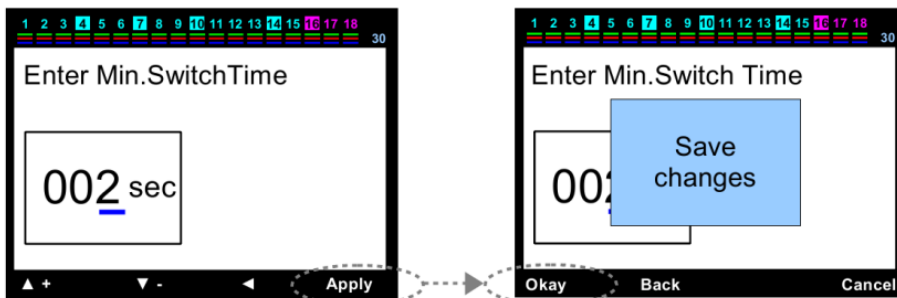 1 2 3 4 5 6 7 8 9 10 11 12 13 14 15 16 17 18
30
Enter Min.SwitchTime
002 sec
▲ + ▼ - ◄ Apply
1 2 3 4 5 6 7 8 9 10 11 12 13 14 15 16 17 18
30
Enter Min.Switch Time
Save
changes
00
Okay Back Cancel